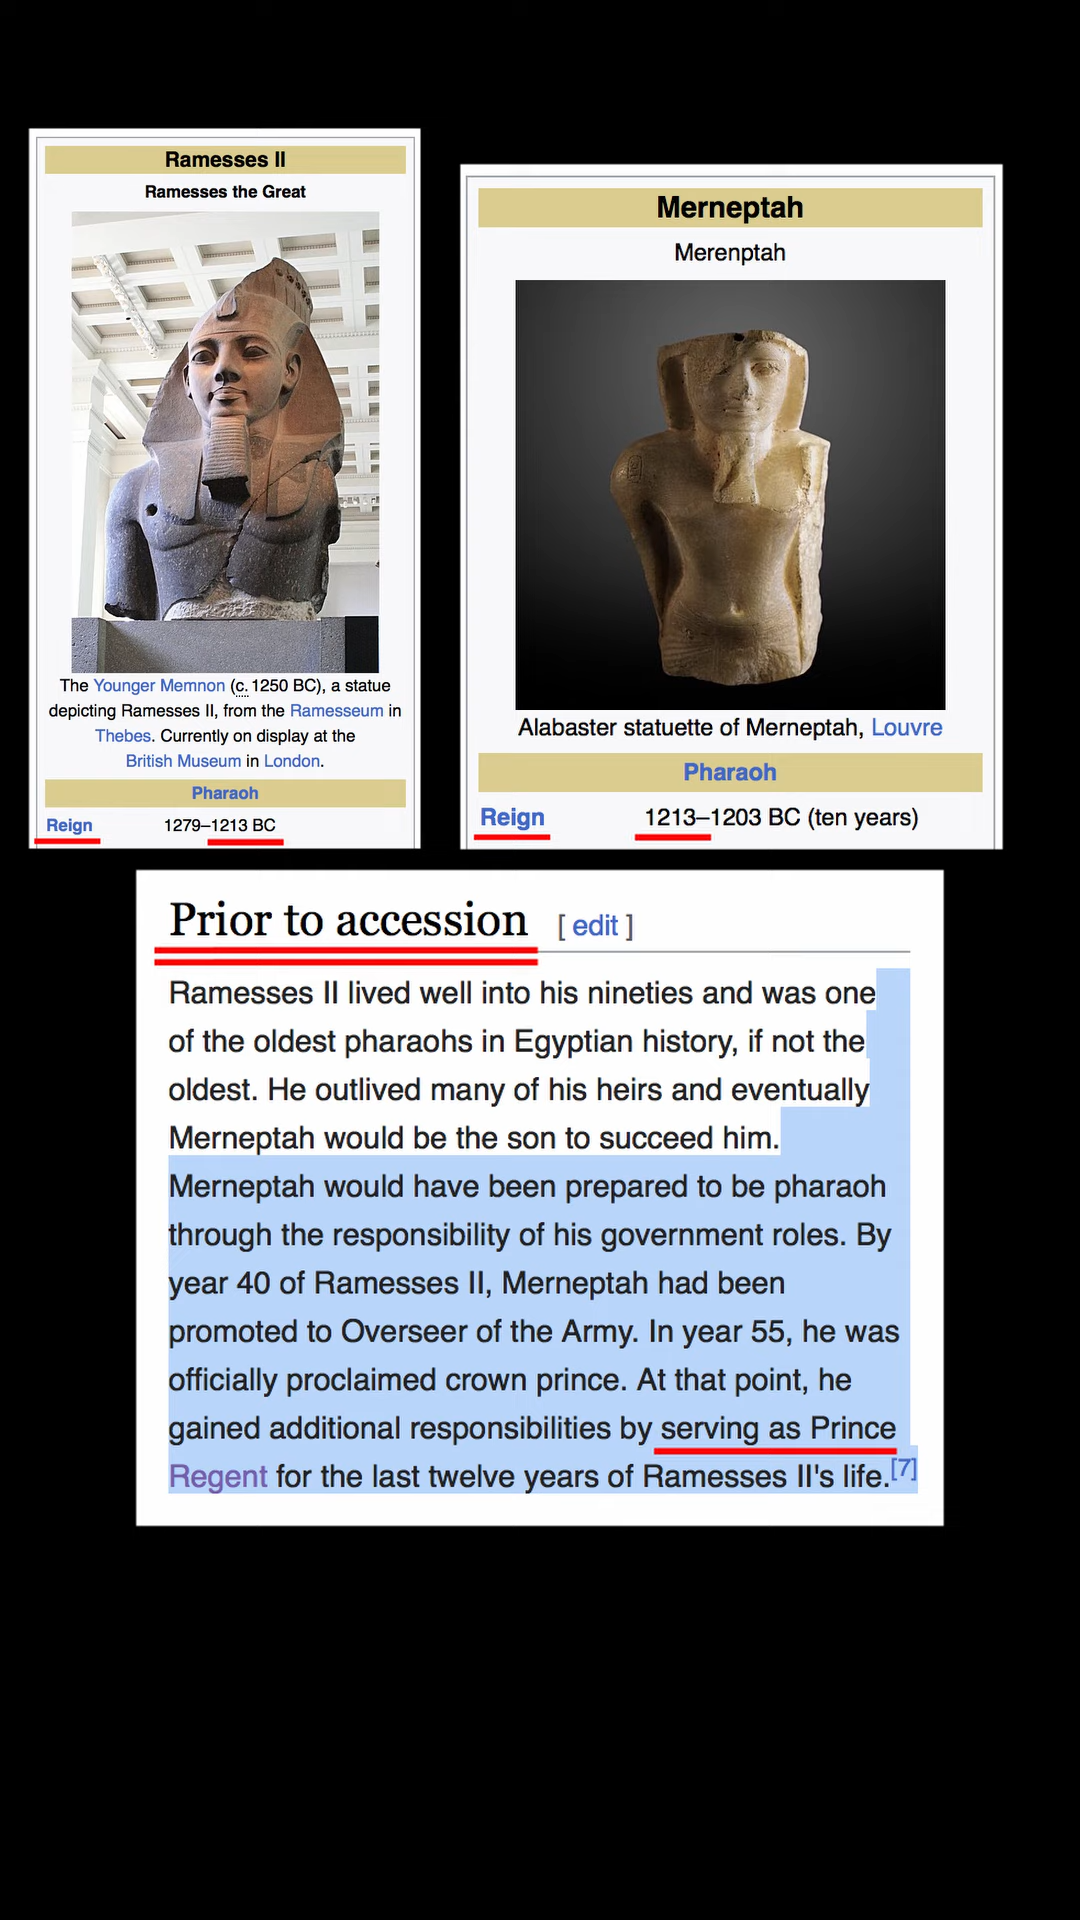 Ramesses II
Ramesses the Great
The Younger Memnon (c. 1250 BC), a statue
depicting Ramesses II, from the Ramesseum in
Thebes. Currently on display at the
British Museum in London.
Pharaoh
Reign 1279–1213 BC
Merneptah
Merenptah
Alabaster statuette of Merneptah, Louvre
Pharaoh
Reign 1213–1203 BC (ten years)
Prior to accession [ edit ]
Ramesses II lived well into his nineties and was one
of the oldest pharaohs in Egyptian history, if not the
oldest. He outlived many of his heirs and eventually
Merneptah would be the son to succeed him.
Merneptah would have been prepared to be pharaoh
through the responsibility of his government roles. By
year 40 of Ramesses II, Merneptah had been
promoted to Overseer of the Army. In year 55, he was
officially proclaimed crown prince. At that point, he
gained additional responsibilities by serving as Prince
Regent for the last twelve years of Ramesses II's life.[7]